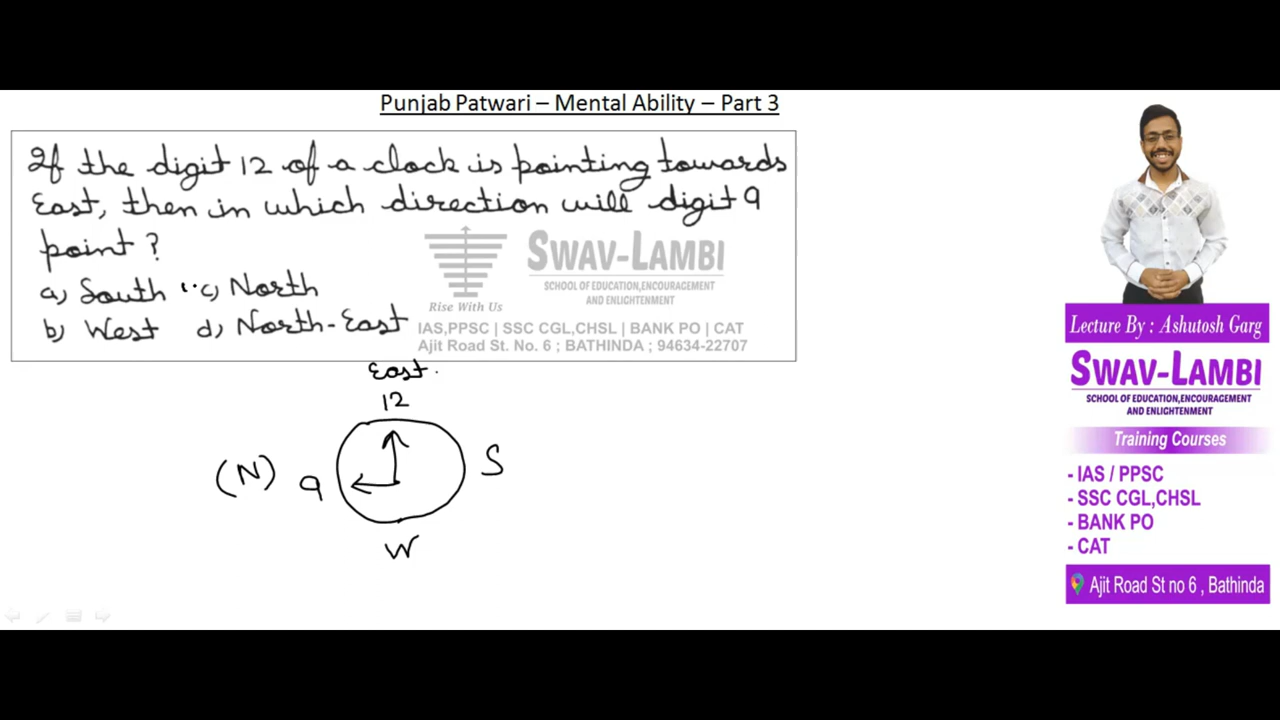 Punjab Patwari – Mental Ability – Part 3
If the digit 12 of a clock is pointing towards
East, then in which direction will digit 9
point ?
a) South c) North
b) West d) North-East
SWAV-LAMBI
SCHOOL OF EDUCATION,ENCOURAGEMENT
AND ENLIGHTENMENT
Rise With Us
IAS,PPSC | SSC CGL,CHSL | BANK PO | CAT
Ajit Road St. No. 6 ; BATHINDA ; 94634-22707
East.
12
(N) 9 S
W
Lecture By : Ashutosh Garg
SWAV-LAMBI
SCHOOL OF EDUCATION,ENCOURAGEMENT
AND ENLIGHTENMENT
Training Courses
- IAS / PPSC
- SSC CGL,CHSL
- BANK PO
- CAT
Ajit Road St no 6 , Bathinda